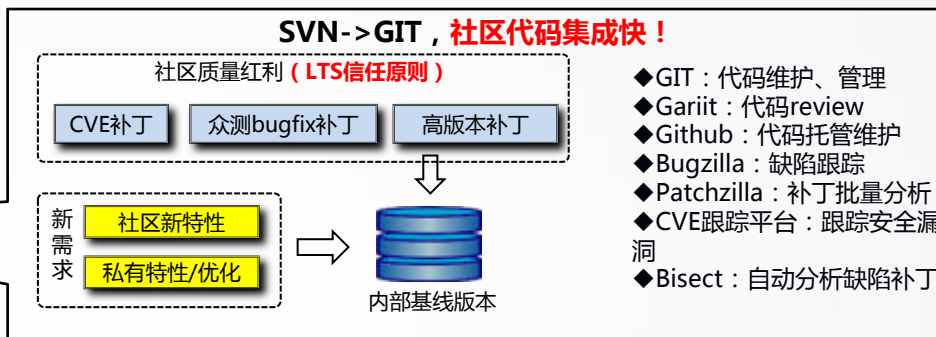 SVN->GIT，社区代码集成快！
社区质量红利（LTS信任原则）
CVE补丁
众测bugfix补丁
高版本补丁
新需求
社区新特性
私有特性/优化
内部基线版本
◆GIT：代码维护、管理
◆Gariit：代码review
◆Github：代码托管维护
◆Bugzilla：缺陷跟踪
◆Patchzilla：补丁批量分析
◆CVE跟踪平台：跟踪安全漏
洞
◆Bisect：自动分析缺陷补丁